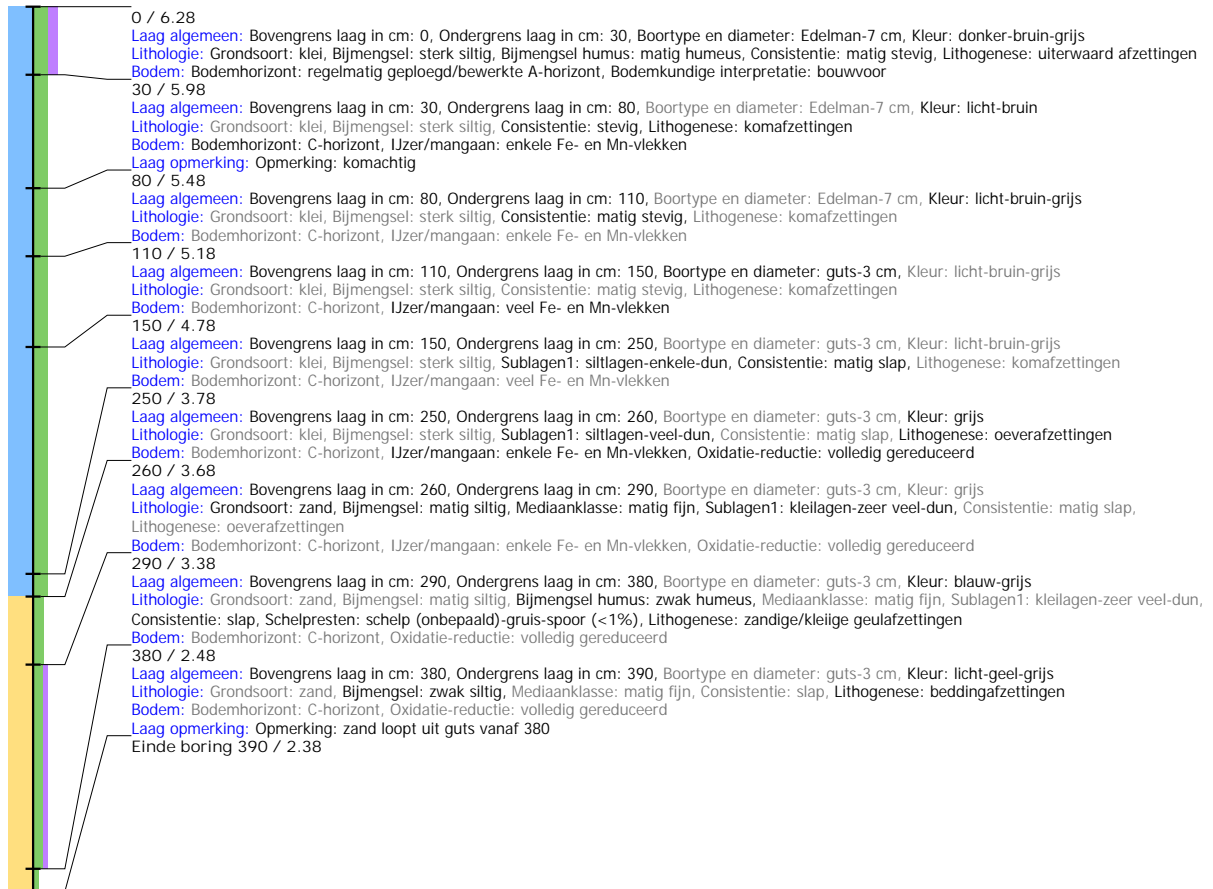 0 / 6.28
Laag algemeen: Bovengrens laag in cm: 0, Ondergrens laag in cm: 30, Boortype en diameter: Edelman-7 cm, Kleur: donker-bruin-grijs
Lithologie: Grondsoort: klei, Bijmengsel: sterk siltig, Bijmengsel humus: matig humeus, Consistentie: matig stevig, Lithogenese: uiterwaard afzettingen
Bodem: Bodemhorizont: regelmatig geploegd/bewerkte A-horizont, Bodemkundige interpretatie: bouwvoor
30 / 5.98
Laag algemeen: Bovengrens laag in cm: 30, Ondergrens laag in cm: 80, Boortype en diameter: Edelman-7 cm, Kleur: licht-bruin
Lithologie: Grondsoort: klei, Bijmengsel: sterk siltig, Consistentie: stevig, Lithogenese: komafzettingen
Bodem: Bodemhorizont: C-horizont, IJzer/mangaan: enkele Fe- en Mn-vlekken
Laag opmerking: Opmerking: komachtig
80 / 5.48
Laag algemeen: Bovengrens laag in cm: 80, Ondergrens laag in cm: 110, Boortype en diameter: Edelman-7 cm, Kleur: licht-bruin-grijs
Lithologie: Grondsoort: klei, Bijmengsel: sterk siltig, Consistentie: matig stevig, Lithogenese: komafzettingen
Bodem: Bodemhorizont: C-horizont, IJzer/mangaan: enkele Fe- en Mn-vlekken
110 / 5.18
Laag algemeen: Bovengrens laag in cm: 110, Ondergrens laag in cm: 150, Boortype en diameter: guts-3 cm, Kleur: licht-bruin-grijs
Lithologie: Grondsoort: klei, Bijmengsel: sterk siltig, Consistentie: matig stevig, Lithogenese: komafzettingen
Bodem: Bodemhorizont: C-horizont, IJzer/mangaan: veel Fe- en Mn-vlekken
150 / 4.78
Laag algemeen: Bovengrens laag in cm: 150, Ondergrens laag in cm: 250, Boortype en diameter: guts-3 cm, Kleur: licht-bruin-grijs
Lithologie: Grondsoort: klei, Bijmengsel: sterk siltig, Sublagen1: siltlagen-enkele-dun, Consistentie: matig slap, Lithogenese: komafzettingen
Bodem: Bodemhorizont: C-horizont, IJzer/mangaan: veel Fe- en Mn-vlekken
250 / 3.78
Laag algemeen: Bovengrens laag in cm: 250, Ondergrens laag in cm: 260, Boortype en diameter: guts-3 cm, Kleur: grijs
Lithologie: Grondsoort: klei, Bijmengsel: sterk siltig, Sublagen1: siltlagen-veel-dun, Consistentie: matig slap, Lithogenese: oeverafzettingen
Bodem: Bodemhorizont: C-horizont, IJzer/mangaan: enkele Fe- en Mn-vlekken, Oxidatie-reductie: volledig gereduceerd
260 / 3.68
Laag algemeen: Bovengrens laag in cm: 260, Ondergrens laag in cm: 290, Boortype en diameter: guts-3 cm, Kleur: grijs
Lithologie: Grondsoort: zand, Bijmengsel: matig siltig, Mediaanklasse: matig fijn, Sublagen1: kleilagen-zeer veel-dun, Consistentie: matig slap,
Lithogenese: oeverafzettingen
Bodem: Bodemhorizont: C-horizont, IJzer/mangaan: enkele Fe- en Mn-vlekken, Oxidatie-reductie: volledig gereduceerd
290 / 3.38
Laag algemeen: Bovengrens laag in cm: 290, Ondergrens laag in cm: 380, Boortype en diameter: guts-3 cm, Kleur: blauw-grijs
Lithologie: Grondsoort: zand, Bijmengsel: matig siltig, Bijmengsel humus: zwak humeus, Mediaanklasse: matig fijn, Sublagen1: kleilagen-zeer veel-dun,
Consistentie: slap, Schelpresten: schelp (onbepaald)-gruis-spoor (<1%), Lithogenese: zandige/kleiige geulafzettingen
Bodem: Bodemhorizont: C-horizont, Oxidatie-reductie: volledig gereduceerd
380 / 2.48
Laag algemeen: Bovengrens laag in cm: 380, Ondergrens laag in cm: 390, Boortype en diameter: guts-3 cm, Kleur: licht-geel-grijs
Lithologie: Grondsoort: zand, Bijmengsel: zwak siltig, Mediaanklasse: matig fijn, Consistentie: slap, Lithogenese: beddingafzettingen
Bodem: Bodemhorizont: C-horizont, Oxidatie-reductie: volledig gereduceerd
Laag opmerking: Opmerking: zand loopt uit guts vanaf 380
Einde boring 390 / 2.38